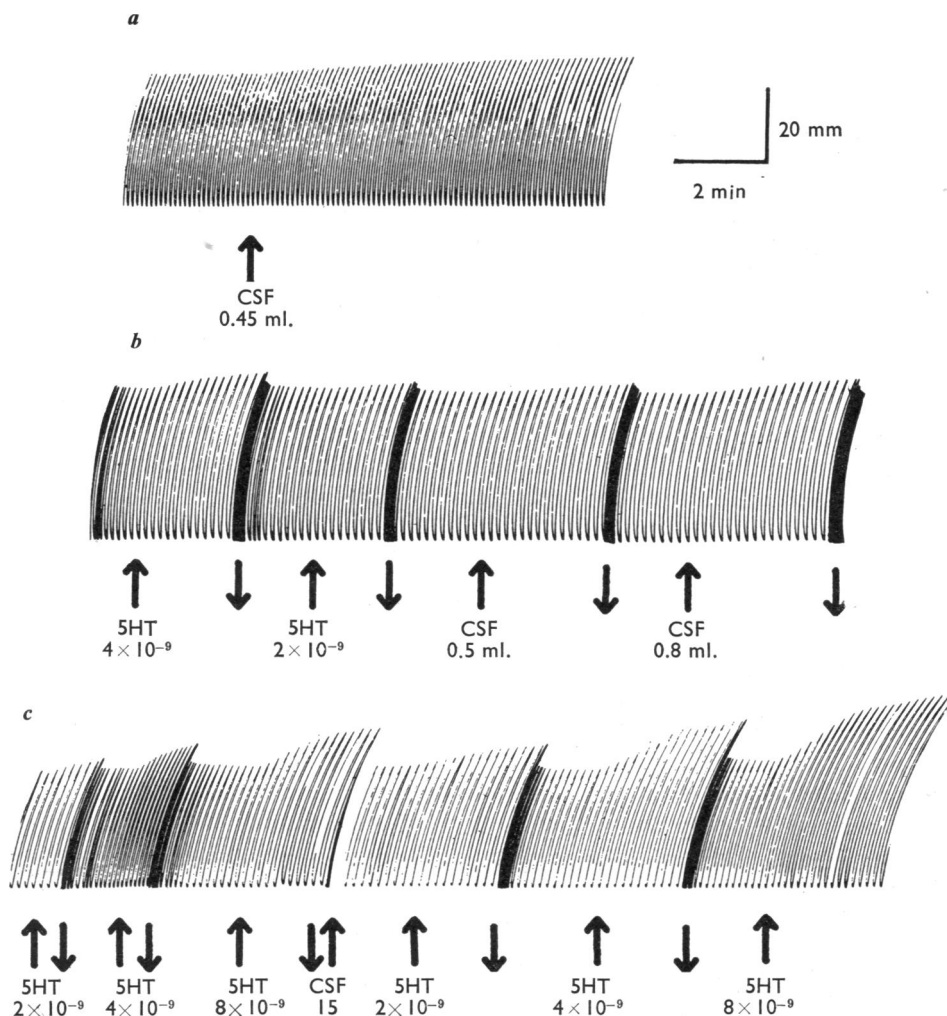 a
20 mm
2 min
CSF
0.45 ml.
b
5HT
4×10⁻⁹
5HT
2×10⁻⁹
CSF
0.5 ml.
CSF
0.8 ml.
c
5HT
2×10⁻⁹
5HT
4×10⁻⁹
5HT
8×10⁻⁹
CSF
15
5HT
2×10⁻⁹
5HT
4×10⁻⁹
5HT
8×10⁻⁹